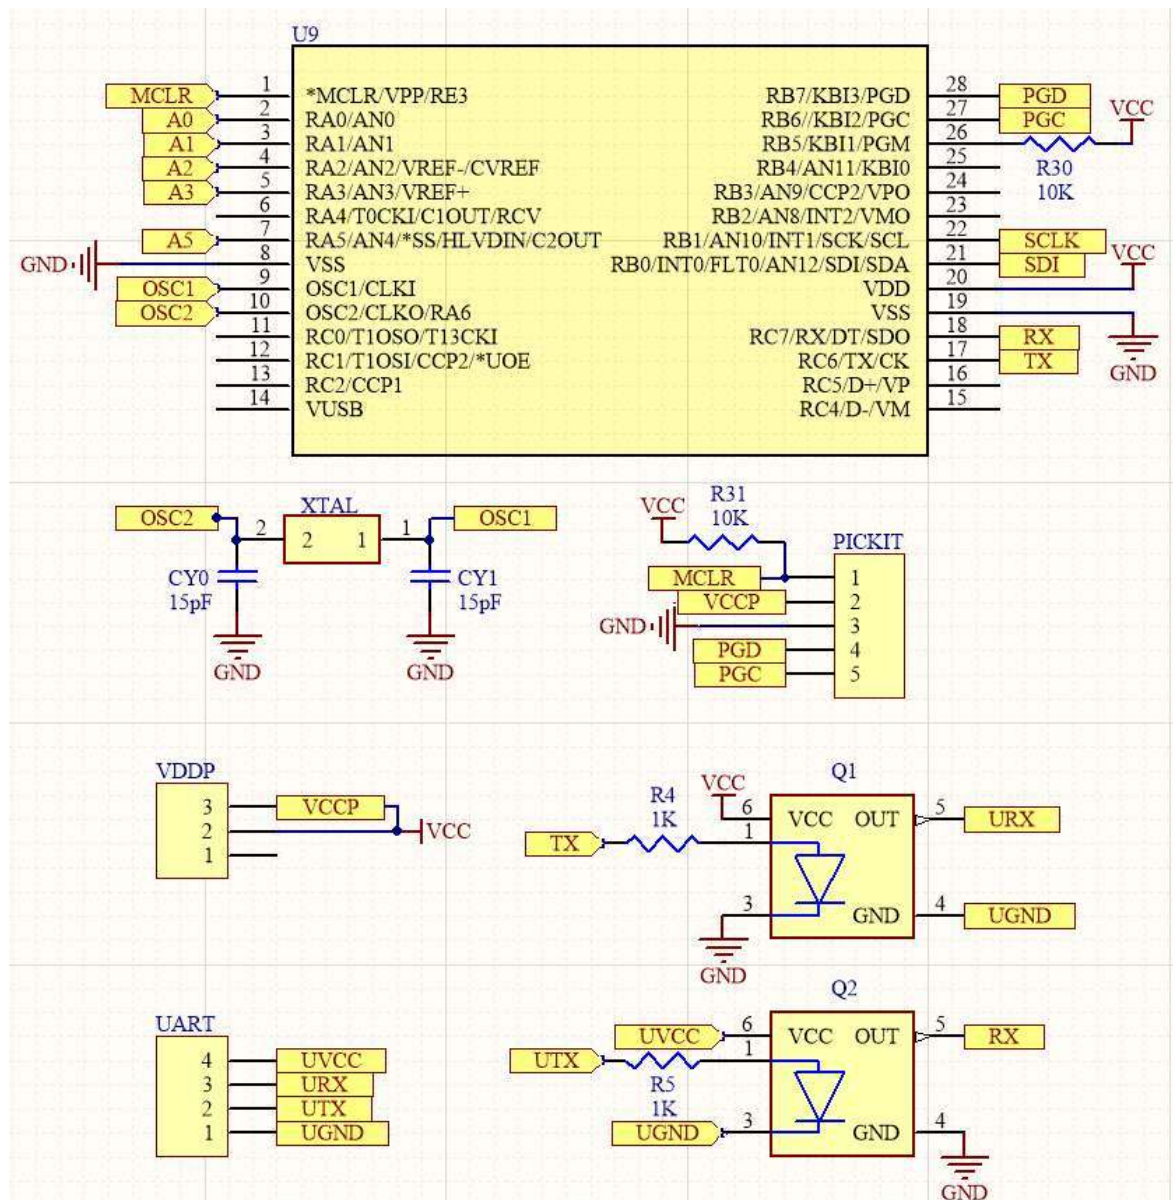 U9
MCLR 1 *MCLR/VPP/RE3 RB7/KBI3/PGD 28 PGD
A0 2 RA0/AN0 RB6//KBI2/PGC 27 PGC VCC
A1 3 RA1/AN1 RB5/KBI1/PGM 26
A2 4 RA2/AN2/VREF-/CVREF RB4/AN11/KBI0 25 R30
A3 5 RA3/AN3/VREF+ RB3/AN9/CCP2/VPO 24 10K
6 RA4/T0CKI/C1OUT/RCV RB2/AN8/INT2/VMO 23
A5 7 RA5/AN4/*SS/HLVDIN/C2OUT RB1/AN10/INT1/SCK/SCL 22 SCLK
GND 8 VSS RB0/INT0/FLT0/AN12/SDI/SDA 21 SDI VCC
OSC1 9 OSC1/CLKI VDD 20
OSC2 10 OSC2/CLKO/RA6 VSS 19
11 RC0/T1OSO/T13CKI RC7/RX/DT/SDO 18 RX
12 RC1/T1OSI/CCP2/*UOE RC6/TX/CK 17 TX
13 RC2/CCP1 RC5/D+/VP 16 GND
14 VUSB RC4/D-/VM 15
XTAL
OSC2 2 2 1 1 OSC1
CY0 CY1
15pF 15pF
GND GND
R31
VCC 10K
PICKIT
MCLR 1
VCCP 2
GND 3
PGD 4
PGC 5
VDDP
3 VCCP
2 VCC
1
Q1
VCC
R4 6 VCC OUT 5 URX
1K
TX 1
3 GND 4 UGND
GND
UART
4 UVCC
3 URX
2 UTX
1 UGND
Q2
UVCC 6 VCC OUT 5 RX
UTX 1
R5
1K
UGND 3 GND 4
GND